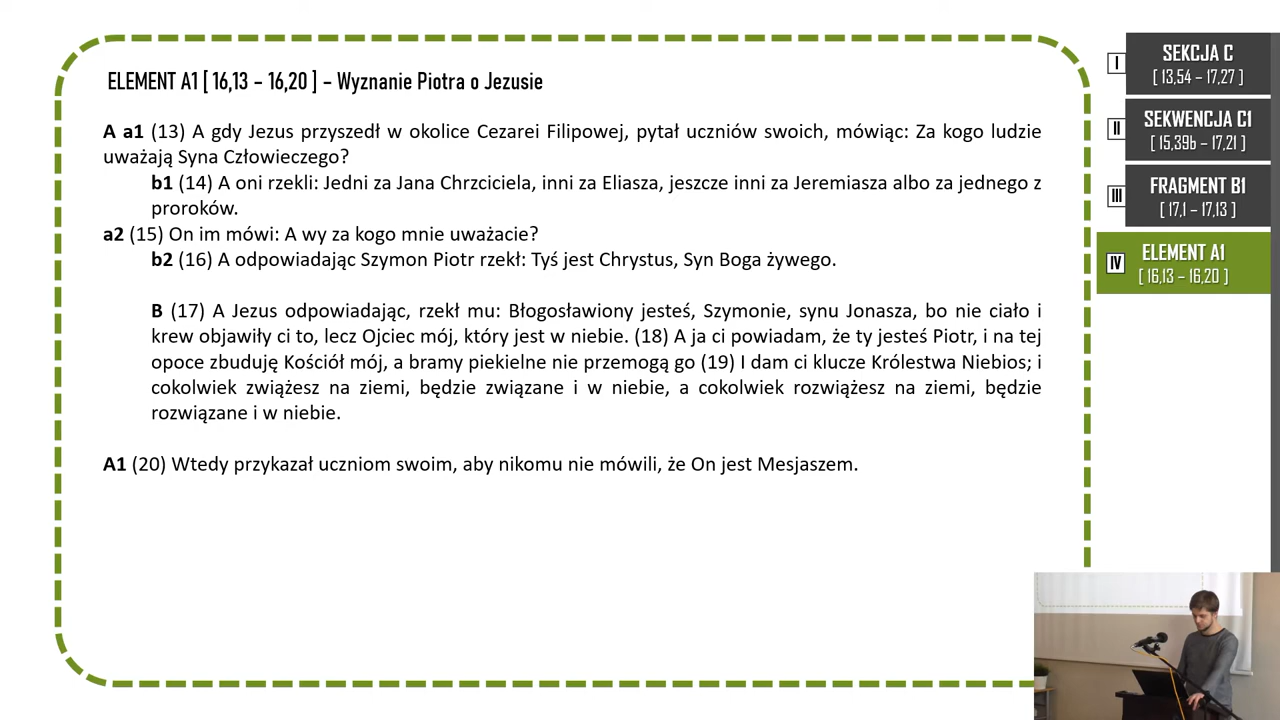 ELEMENT A1 [ 16,13 – 16,20 ] – Wyznanie Piotra o Jezusie
A a1 (13) A gdy Jezus przyszedł w okolice Cezarei Filipowej, pytał uczniów swoich, mówiąc: Za kogo ludzie
uważają Syna Człowieczego?
b1 (14) A oni rzekli: Jedni za Jana Chrzciciela, inni za Eliasza, jeszcze inni za Jeremiasza albo za jednego z
proroków.
a2 (15) On im mówi: A wy za kogo mnie uważacie?
b2 (16) A odpowiadając Szymon Piotr rzekł: Tyś jest Chrystus, Syn Boga żywego.
B (17) A Jezus odpowiadając, rzekł mu: Błogosławiony jesteś, Szymonie, synu Jonasza, bo nie ciało i
krew objawiły ci to, lecz Ojciec mój, który jest w niebie. (18) A ja ci powiadam, że ty jesteś Piotr, i na tej
opoce zbuduję Kościół mój, a bramy piekielne nie przemogą go (19) I dam ci klucze Królestwa Niebios; i
cokolwiek zwiążesz na ziemi, będzie związane i w niebie, a cokolwiek rozwiążesz na ziemi, będzie
rozwiązane i w niebie.
A1 (20) Wtedy przykazał uczniom swoim, aby nikomu nie mówili, że On jest Mesjaszem.
I
SEKCJA C
[ 13,54 – 17,27 ]
II
SEKWENCJA C1
[ 15,39b – 17,21 ]
III
FRAGMENT B1
[ 17,1 – 17,13 ]
IV
ELEMENT A1
[ 16,13 – 16,20 ]